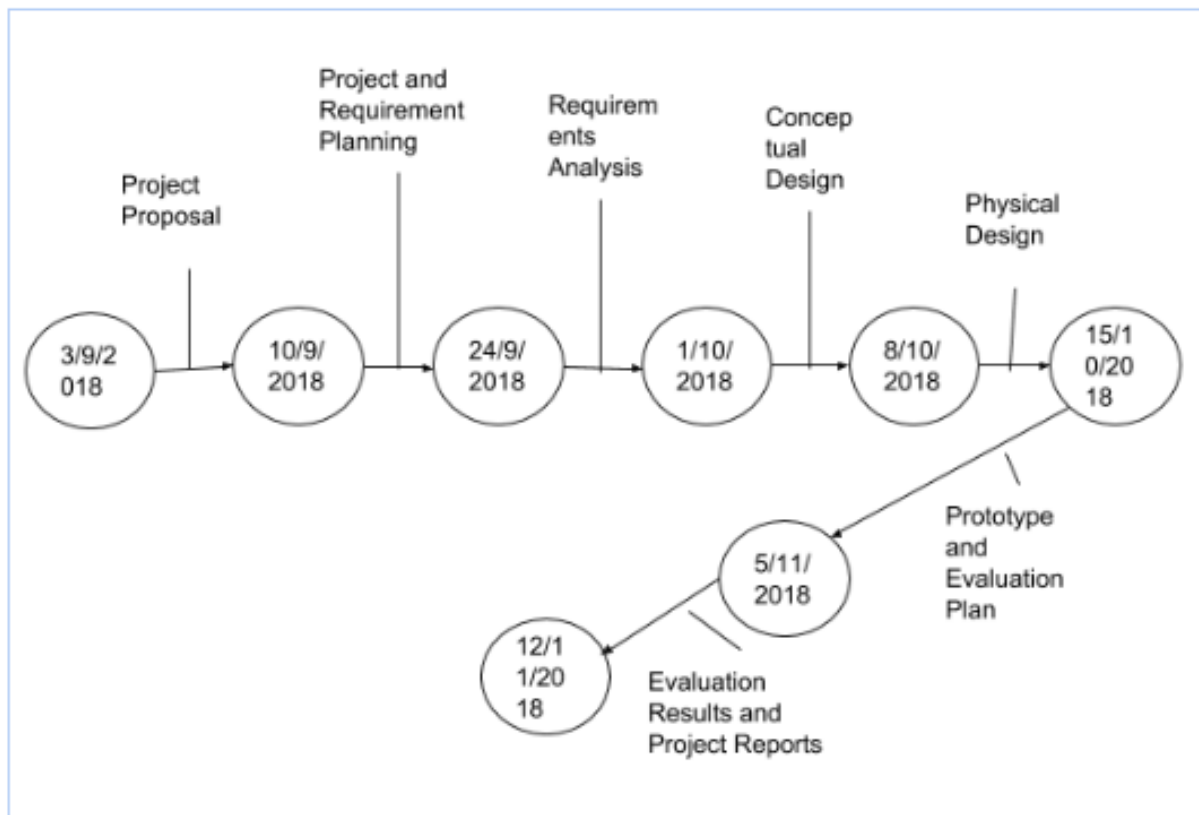 Project and
Requirement
Planning
Requirem
ents
Analysis
Concep
tual
Design
Project
Proposal
Physical
Design
3/9/2
018
10/9/
2018
24/9/
2018
1/10/
2018
8/10/
2018
15/1
0/20
18
Prototype
and
Evaluation
Plan
5/11/
2018
12/1
1/20
18
Evaluation
Results and
Project Reports